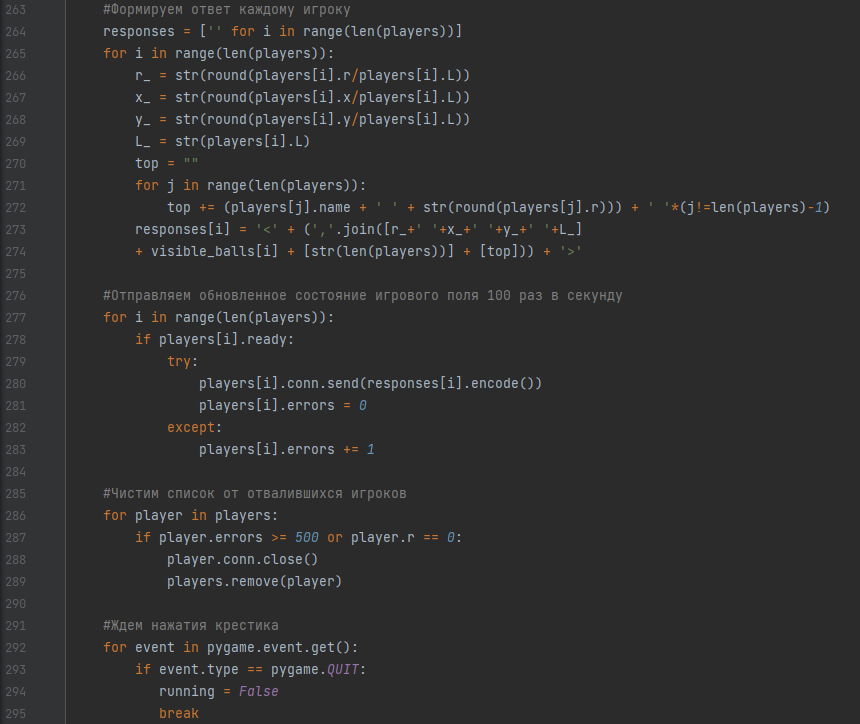 263 #Формируем ответ каждому игроку
264 responses = ['' for i in range(len(players))]
265 for i in range(len(players)):
266     r_ = str(round(players[i].r/players[i].L))
267     x_ = str(round(players[i].x/players[i].L))
268     y_ = str(round(players[i].y/players[i].L))
269     L_ = str(players[i].L)
270     top = ""
271     for j in range(len(players)):
272         top += (players[j].name + ' ' + str(round(players[j].r))) + ' '*(j!=len(players)-1)
273     responses[i] = '<' + (','.join([r_+' '+x_+' '+y_+' '+L_]
274     + visible_balls[i] + [str(len(players))] + [top])) + '>'
275
276 #Отправляем обновленное состояние игрового поля 100 раз в секунду
277 for i in range(len(players)):
278     if players[i].ready:
279         try:
280             players[i].conn.send(responses[i].encode())
281             players[i].errors = 0
282         except:
283             players[i].errors += 1
284
285 #Чистим список от отвалившихся игроков
286 for player in players:
287     if player.errors >= 500 or player.r == 0:
288         player.conn.close()
289         players.remove(player)
290
291 #Ждем нажатия крестика
292 for event in pygame.event.get():
293     if event.type == pygame.QUIT:
294        running = False
295        break